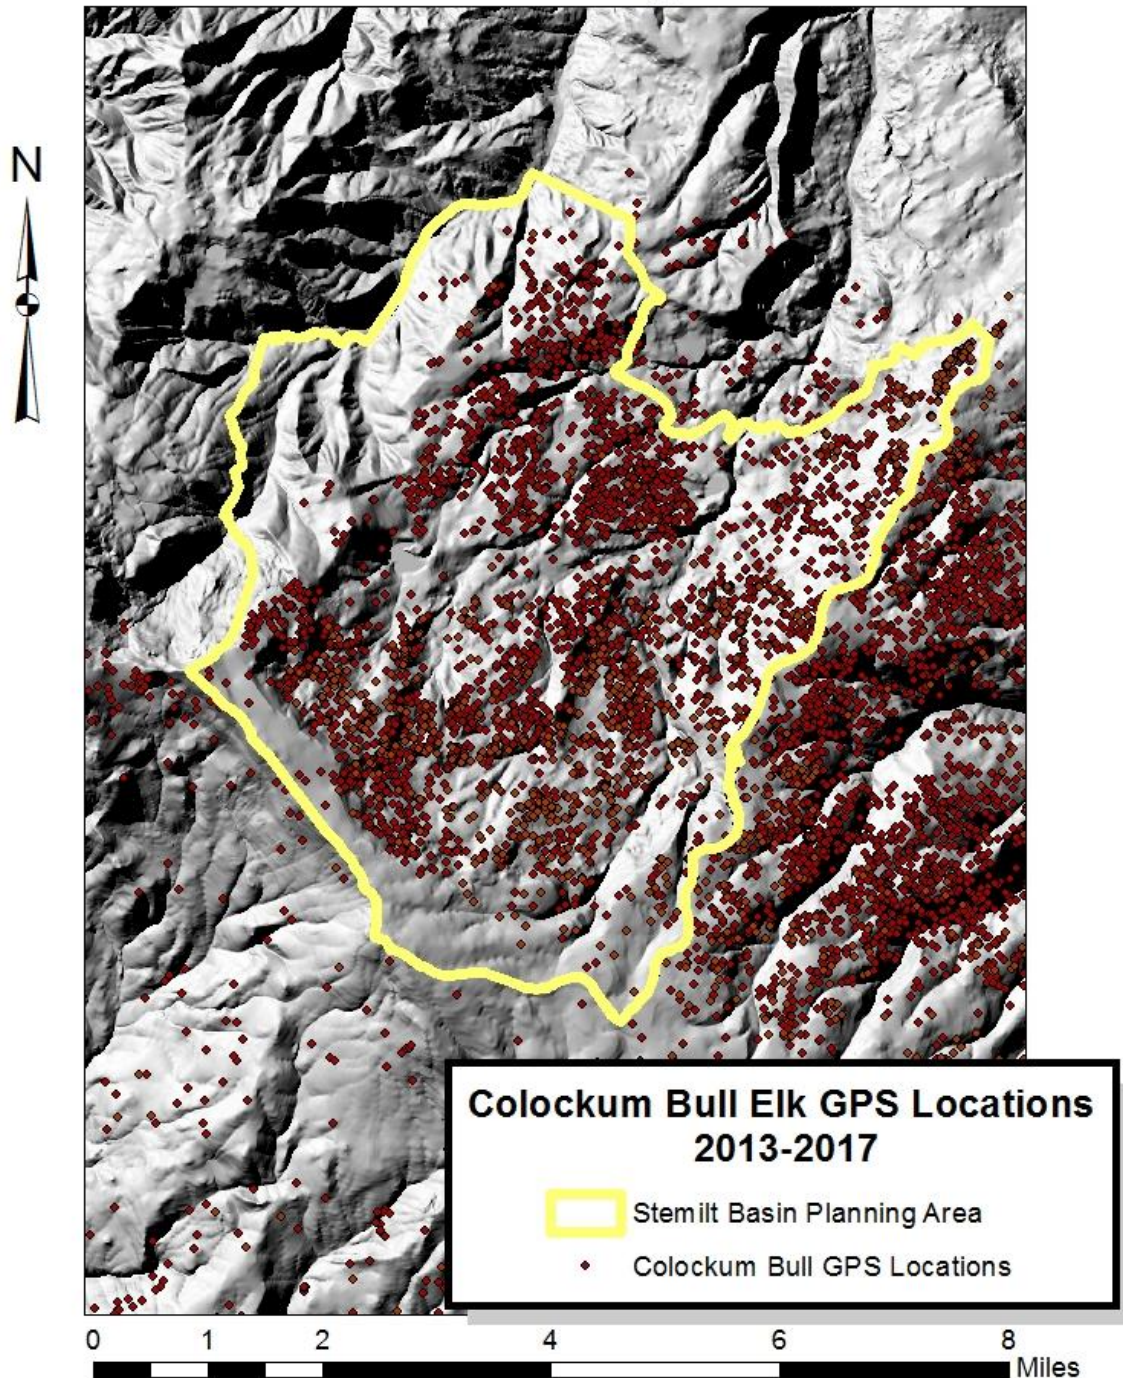 N
Colockum Bull Elk GPS Locations
2013-2017
Stemilt Basin Planning Area
Colockum Bull GPS Locations
0 1 2 4 6 8
Miles